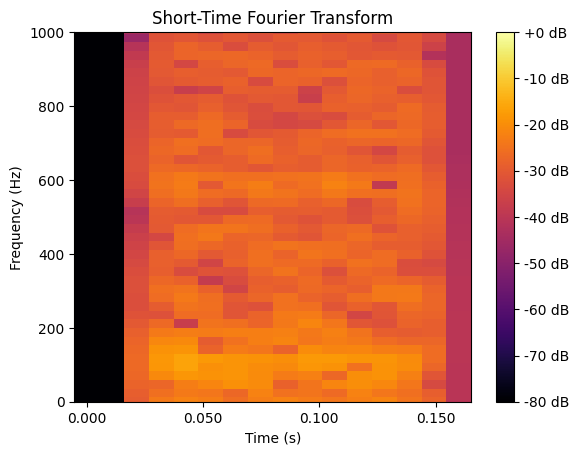 Short-Time Fourier Transform
1000
800
600
400
200
0
Frequency (Hz)
0.000
0.050
0.100
0.150
Time (s)
+0 dB
-10 dB
-20 dB
-30 dB
-40 dB
-50 dB
-60 dB
-70 dB
-80 dB